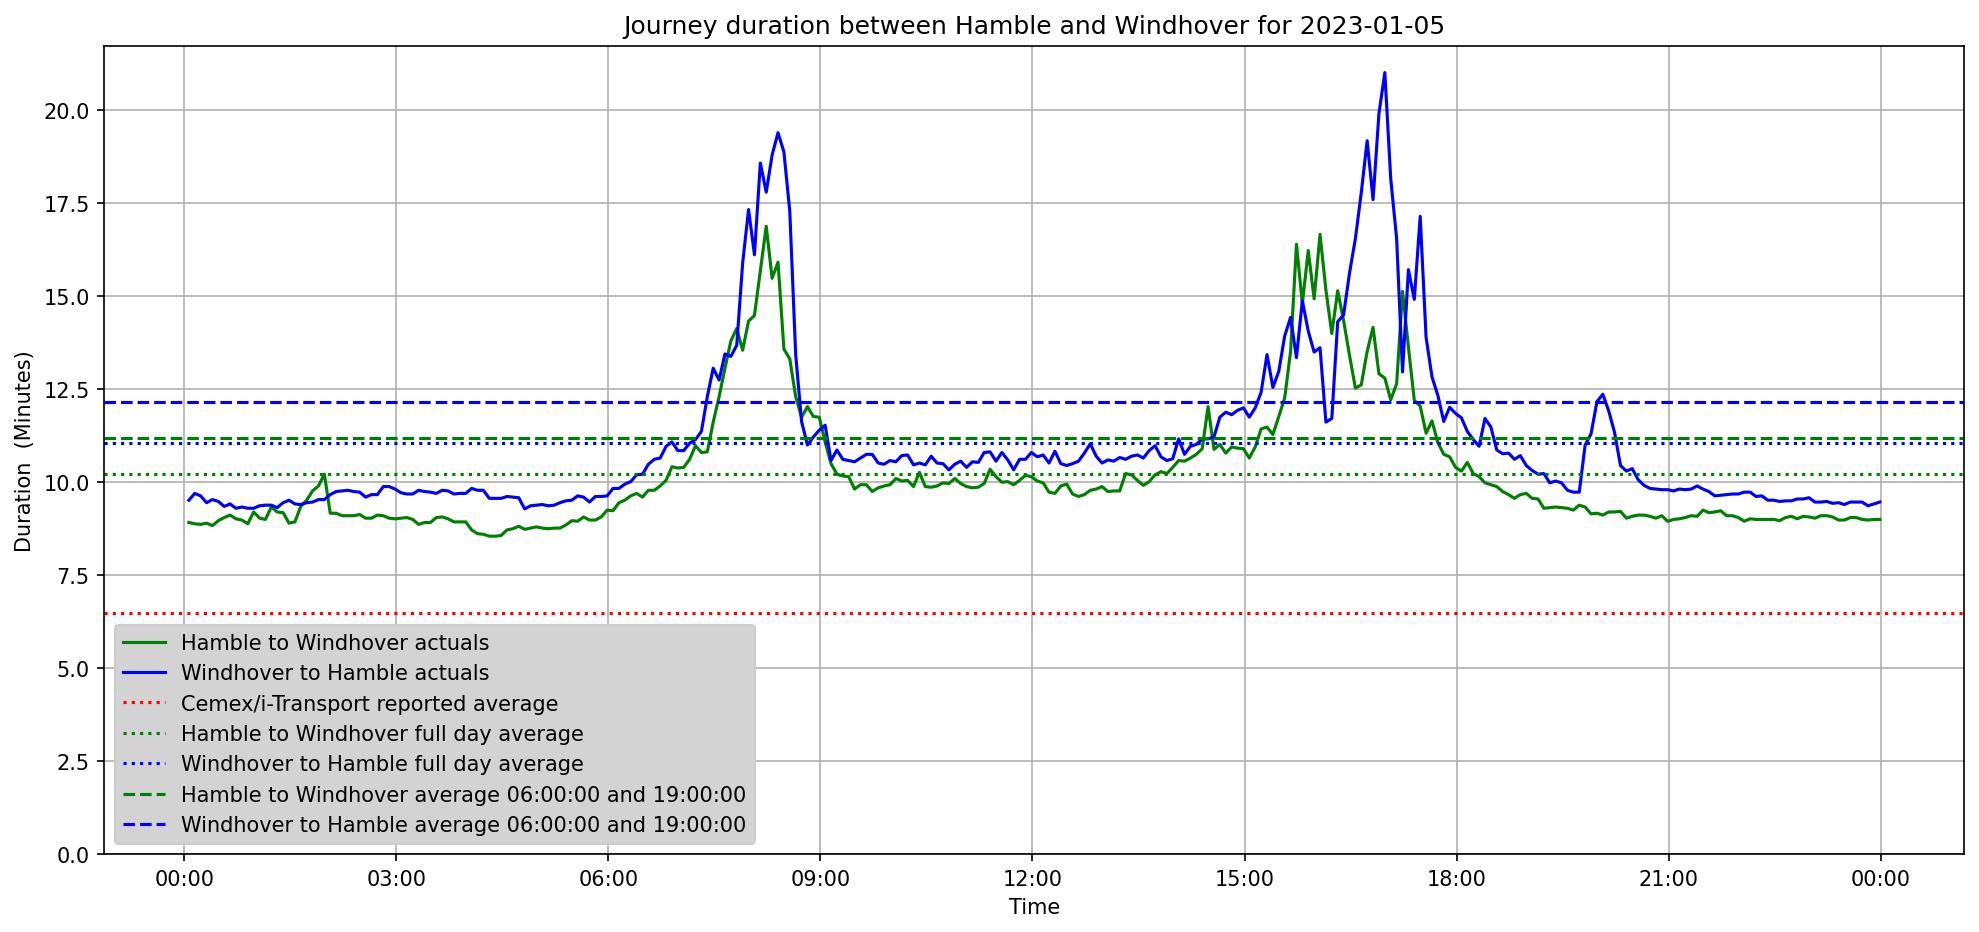 Journey duration between Hamble and Windhover for 2023-01-05
Duration  (Minutes)
20.0
17.5
15.0
12.5
10.0
7.5
5.0
2.5
0.0
Hamble to Windhover actuals
Windhover to Hamble actuals
Cemex/i-Transport reported average
Hamble to Windhover full day average
Windhover to Hamble full day average
Hamble to Windhover average 06:00:00 and 19:00:00
Windhover to Hamble average 06:00:00 and 19:00:00
00:00 03:00 06:00 09:00 12:00 15:00 18:00 21:00 00:00
Time